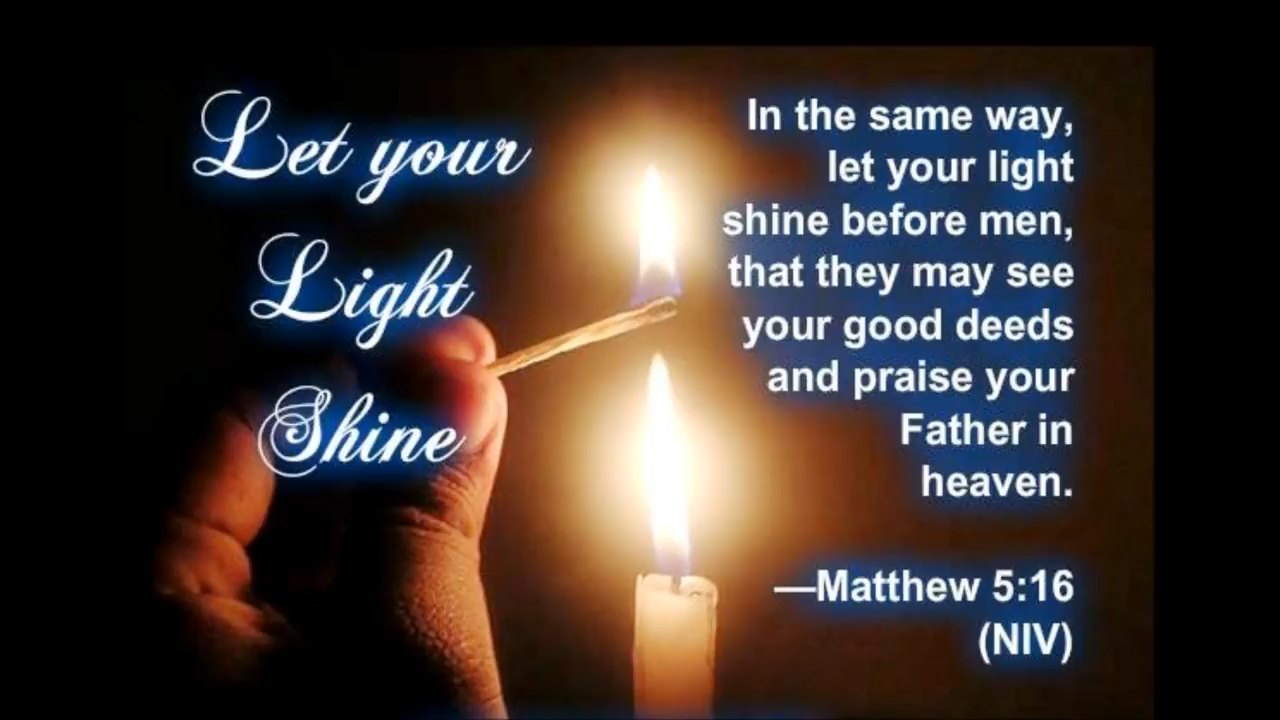 Let your
Light
Shine
In the same way,
let your light
shine before men,
that they may see
your good deeds
and praise your
Father in
heaven.
—Matthew 5:16
(NIV)